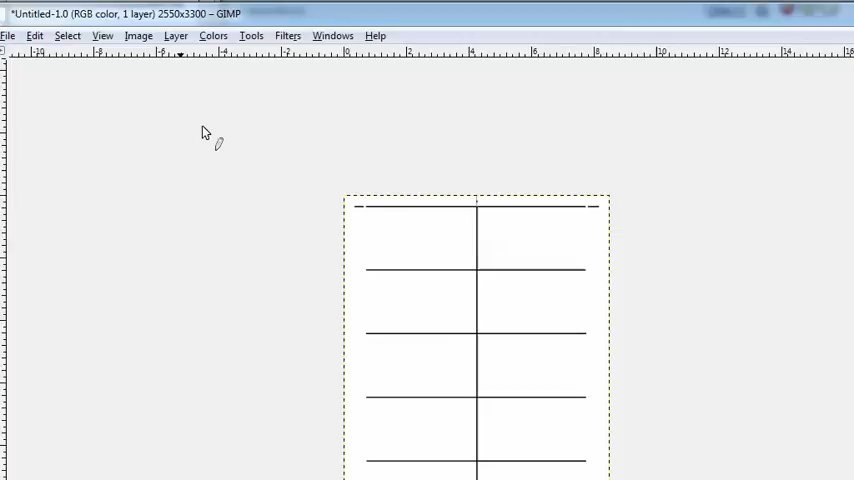 *Untitled-1.0 (RGB color, 1 layer) 2550x3300 – GIMP
File Edit Select View Image Layer Colors Tools Filters Windows Help
-10 -8 -6 -4 -2 0 2 4 6 8 10 12 14 16